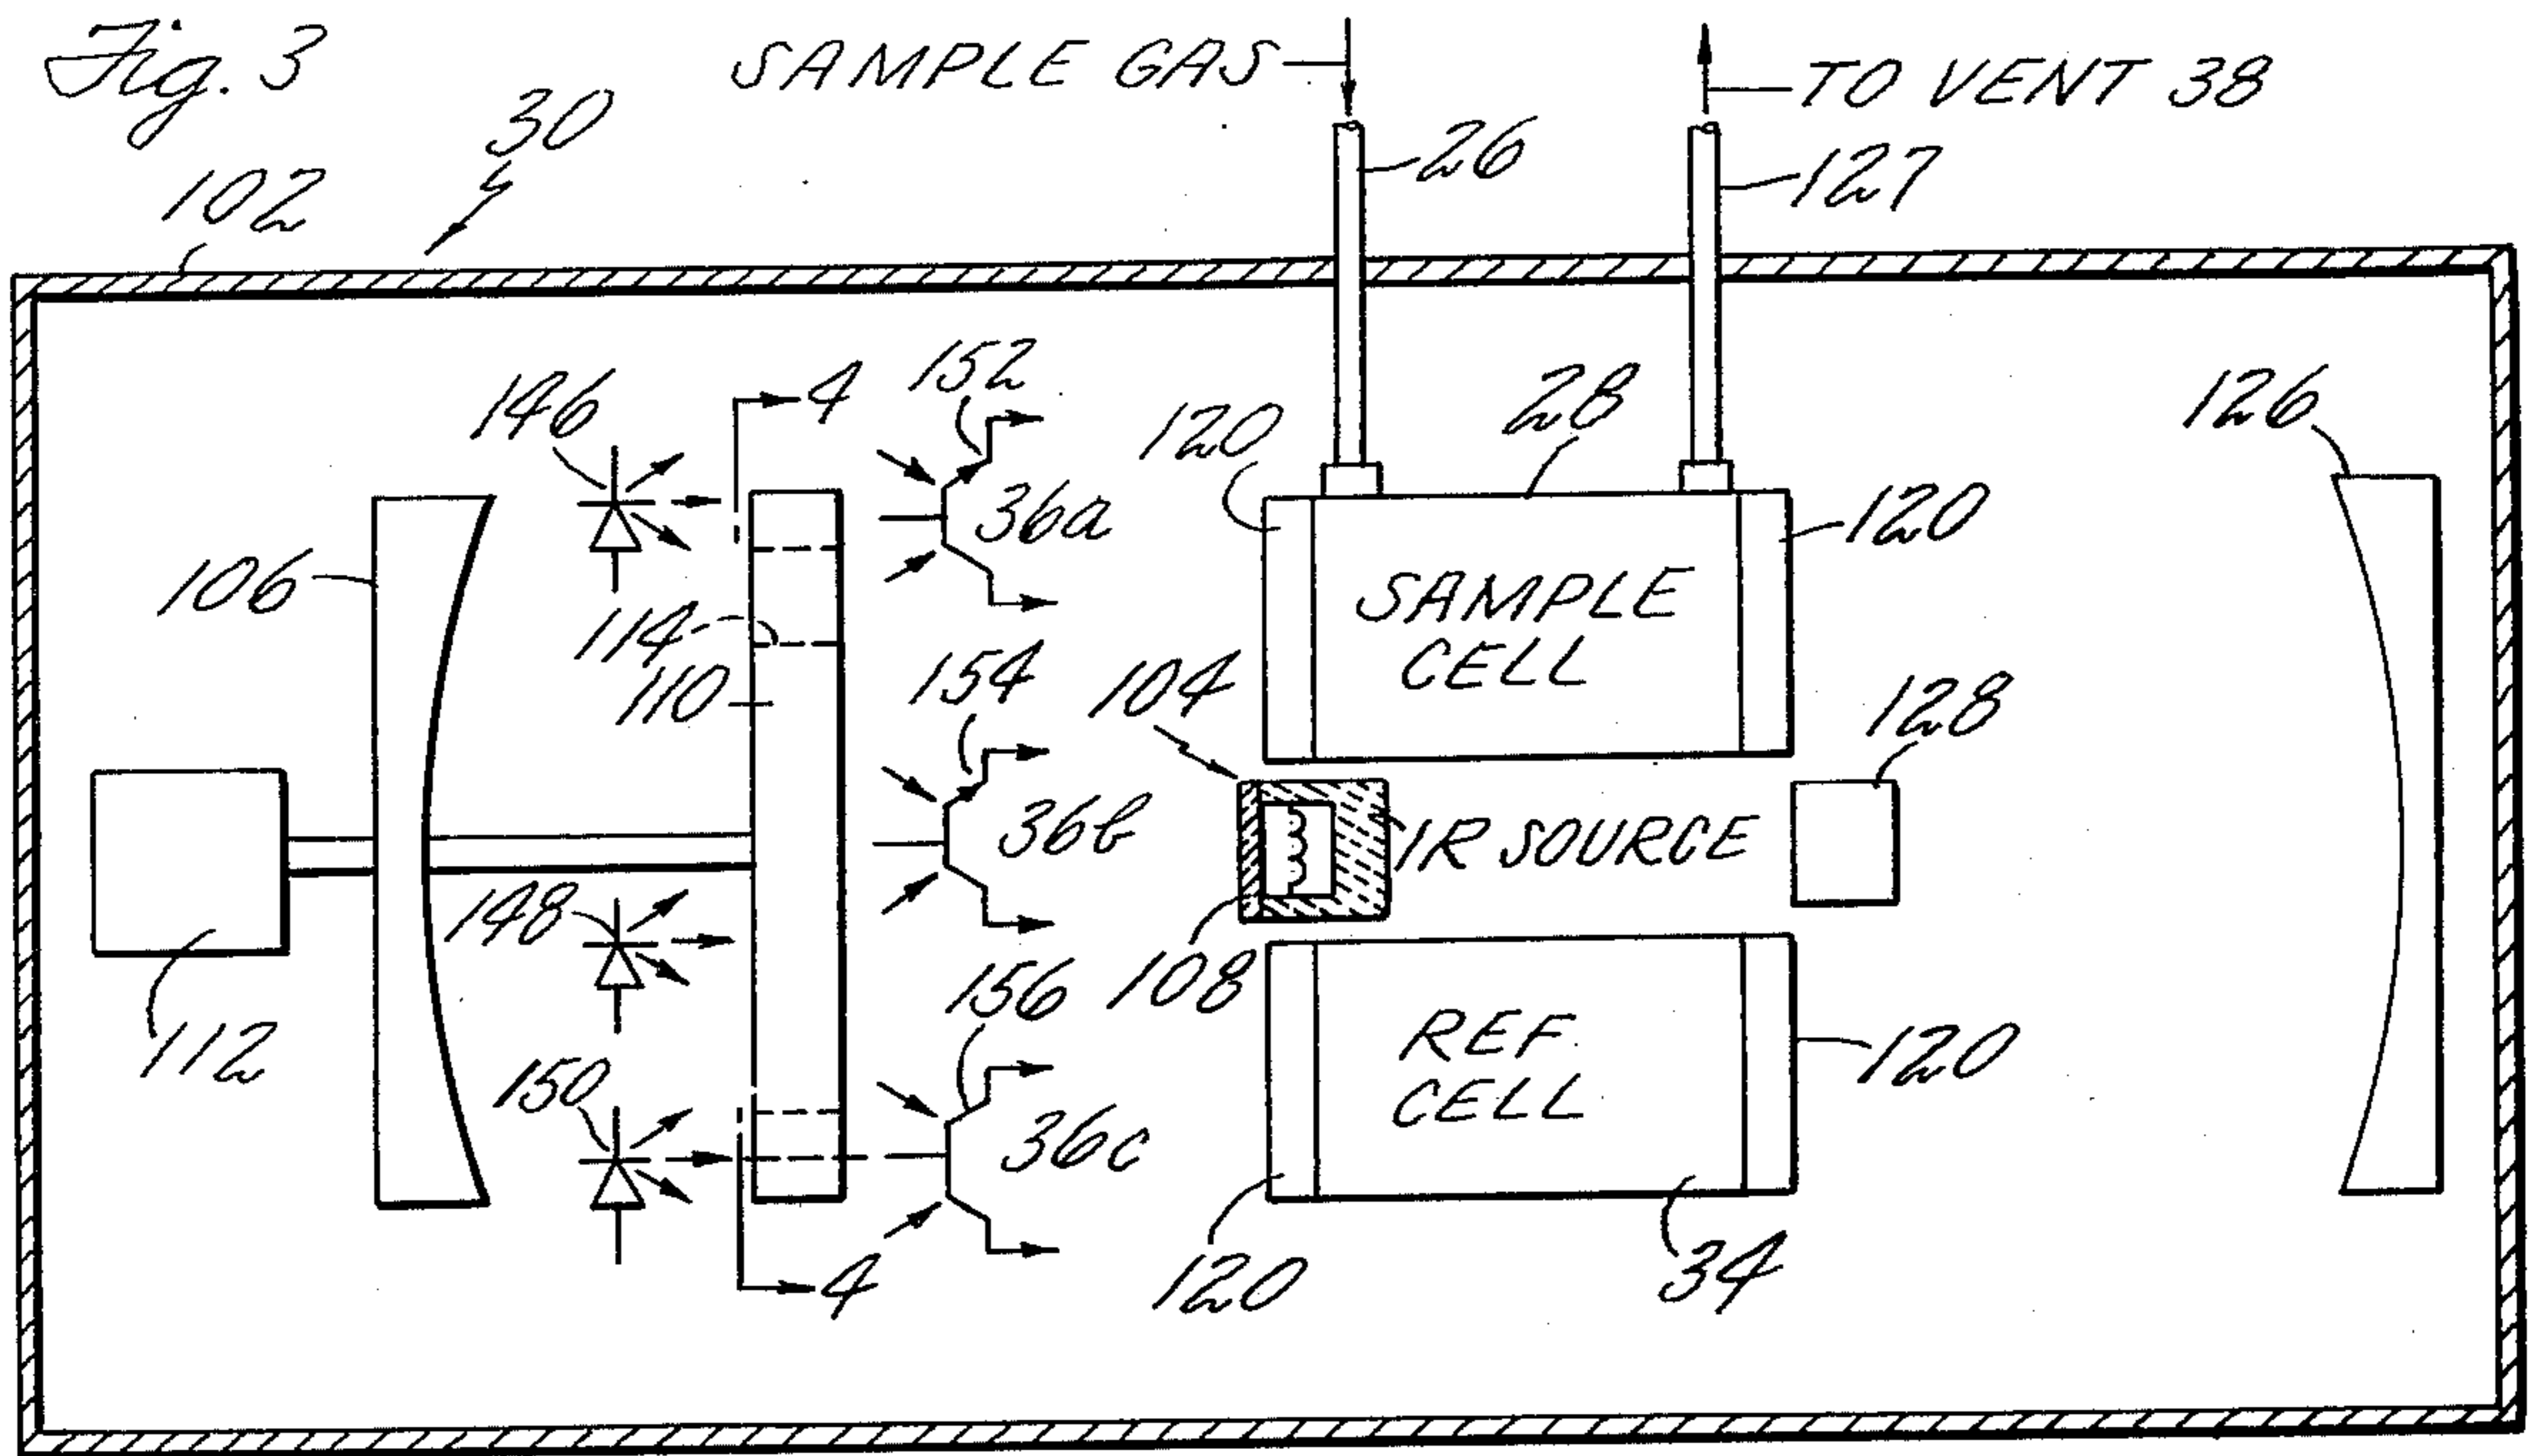 Fig. 3
SAMPLE GAS
TO VENT 38
30
26
127
102
152
146
4
120
28
126
36a
120
106
SAMPLE
CELL
114
110
154
104
128
36b
IR SOURCE
148
108
156
112
REF.
CELL
120
150
36c
4
120
34